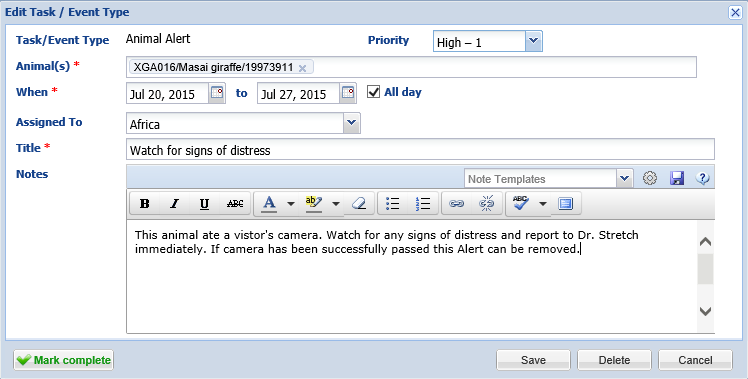 Edit Task / Event Type
Task/Event Type Animal Alert Priority High – 1
Animal(s) * XGA016/Masai giraffe/19973911
When * Jul 20, 2015 to Jul 27, 2015 All day
Assigned To Africa
Title * Watch for signs of distress
Notes Note Templates
B I U ABC A ab ABC
This animal ate a vistor's camera. Watch for any signs of distress and report to Dr. Stretch
immediately. If camera has been successfully passed this Alert can be removed.
Mark complete Save Delete Cancel